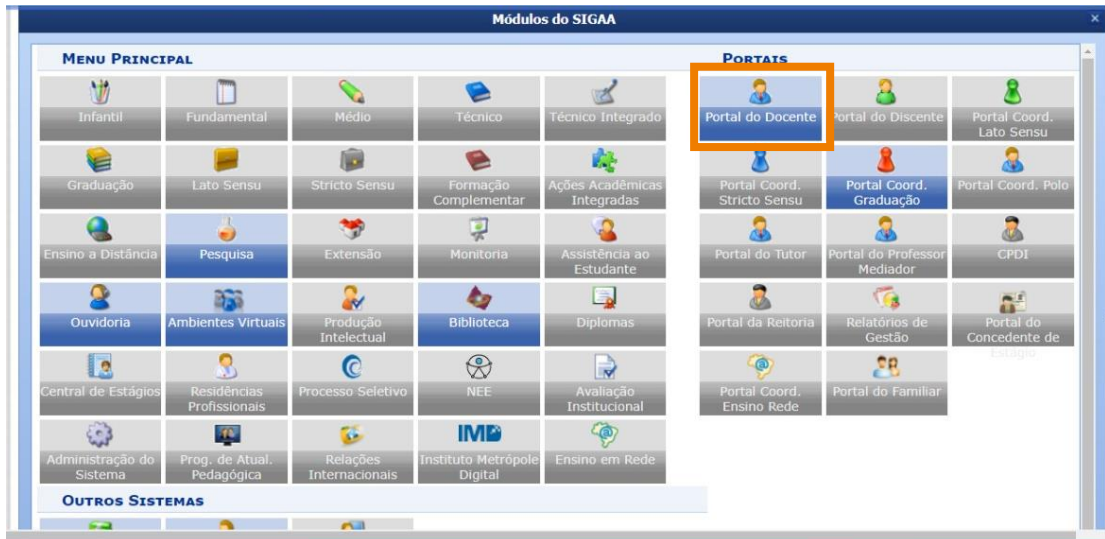 Módulos do SIGAA
x
MENU PRINCIPAL
PORTAIS
Infantil
Fundamental
Médio
Técnico
Técnico Integrado
Portal do Docente
Portal do Discente
Portal Coord.
Lato Sensu
Graduação
Lato Sensu
Stricto Sensu
Formação
Complementar
Ações Acadêmicas
Integradas
Portal Coord.
Stricto Sensu
Portal Coord.
Graduação
Portal Coord. Polo
Ensino a Distância
Pesquisa
Extensão
Monitoria
Assistência ao
Estudante
Portal do Tutor
Portal do Professor
Mediador
CPDI
Ouvidoria
Ambientes Virtuais
Produção
Intelectual
Biblioteca
Diplomas
Portal da Reitoria
Relatórios de
Gestão
Portal do
Concedente de
Estágio
Central de Estágios
Residências
Profissionais
Processo Seletivo
NEE
Avaliação
Institucional
Portal Coord.
Ensino Rede
Portal do Familiar
Administração do
Sistema
Prog. de Atual.
Pedagógica
Relações
Internacionais
IMD
Instituto Metrópole
Digital
Ensino em Rede
OUTROS SISTEMAS